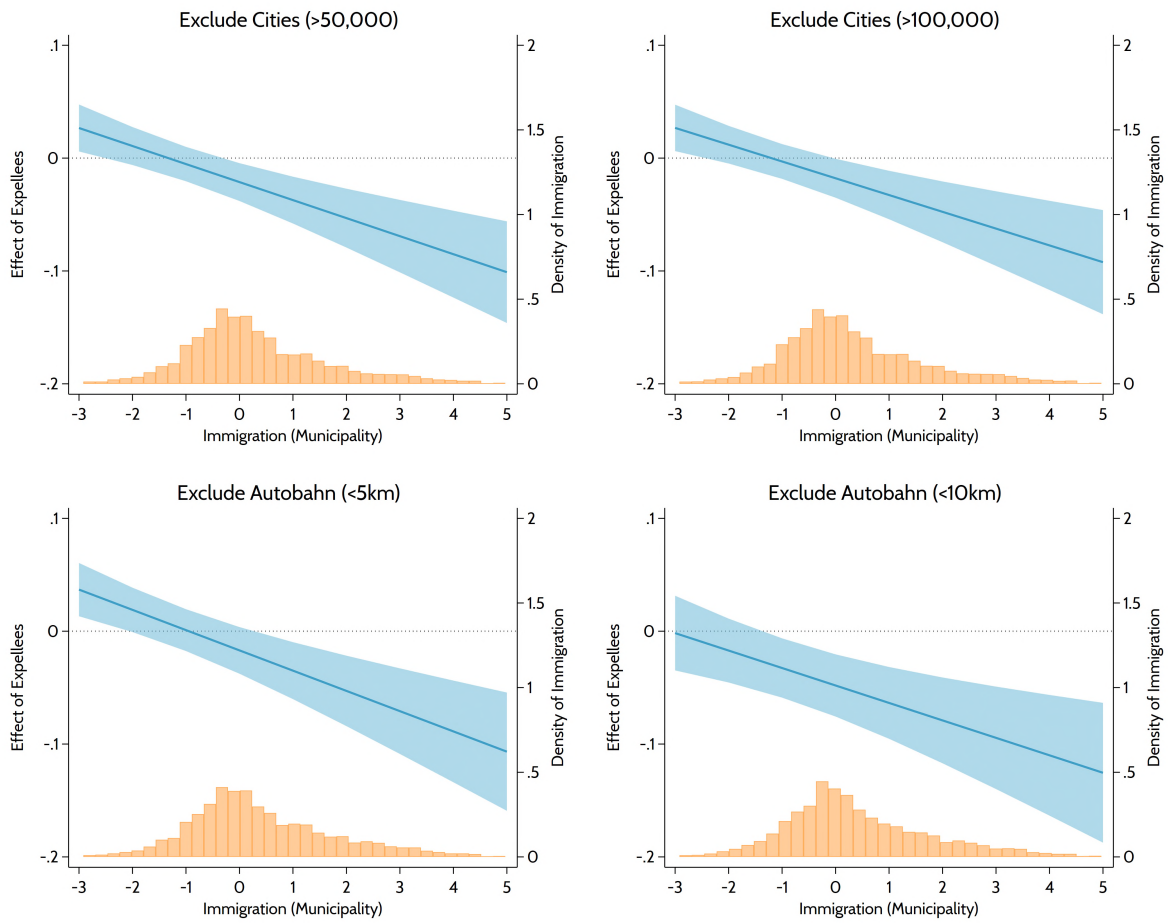 Exclude Cities (>50,000)
.1
0
-.1
-.2
Effect of Expellees
2
1.5
1
.5
0
Density of Immigration
-3 -2 -1 0 1 2 3 4 5
Immigration (Municipality)
Exclude Cities (>100,000)
.1
0
-.1
-.2
Effect of Expellees
2
1.5
1
.5
0
Density of Immigration
-3 -2 -1 0 1 2 3 4 5
Immigration (Municipality)
Exclude Autobahn (<5km)
.1
0
-.1
-.2
Effect of Expellees
2
1.5
1
.5
0
Density of Immigration
-3 -2 -1 0 1 2 3 4 5
Immigration (Municipality)
Exclude Autobahn (<10km)
.1
0
-.1
-.2
Effect of Expellees
2
1.5
1
.5
0
Density of Immigration
-3 -2 -1 0 1 2 3 4 5
Immigration (Municipality)